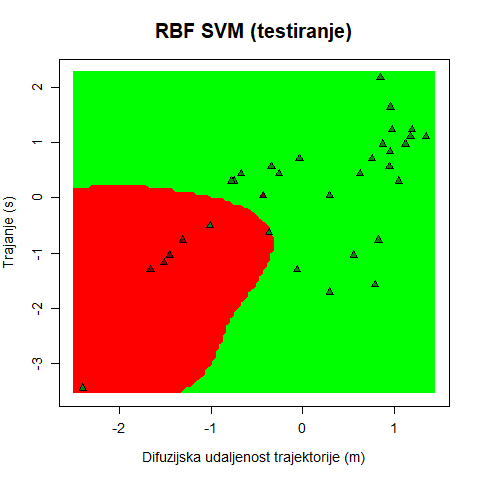 RBF SVM (testiranje)
2
1
0
-1
-2
-3
Trajanje (s)
-2 -1 0 1
Difuzijska udaljenost trajektorije (m)